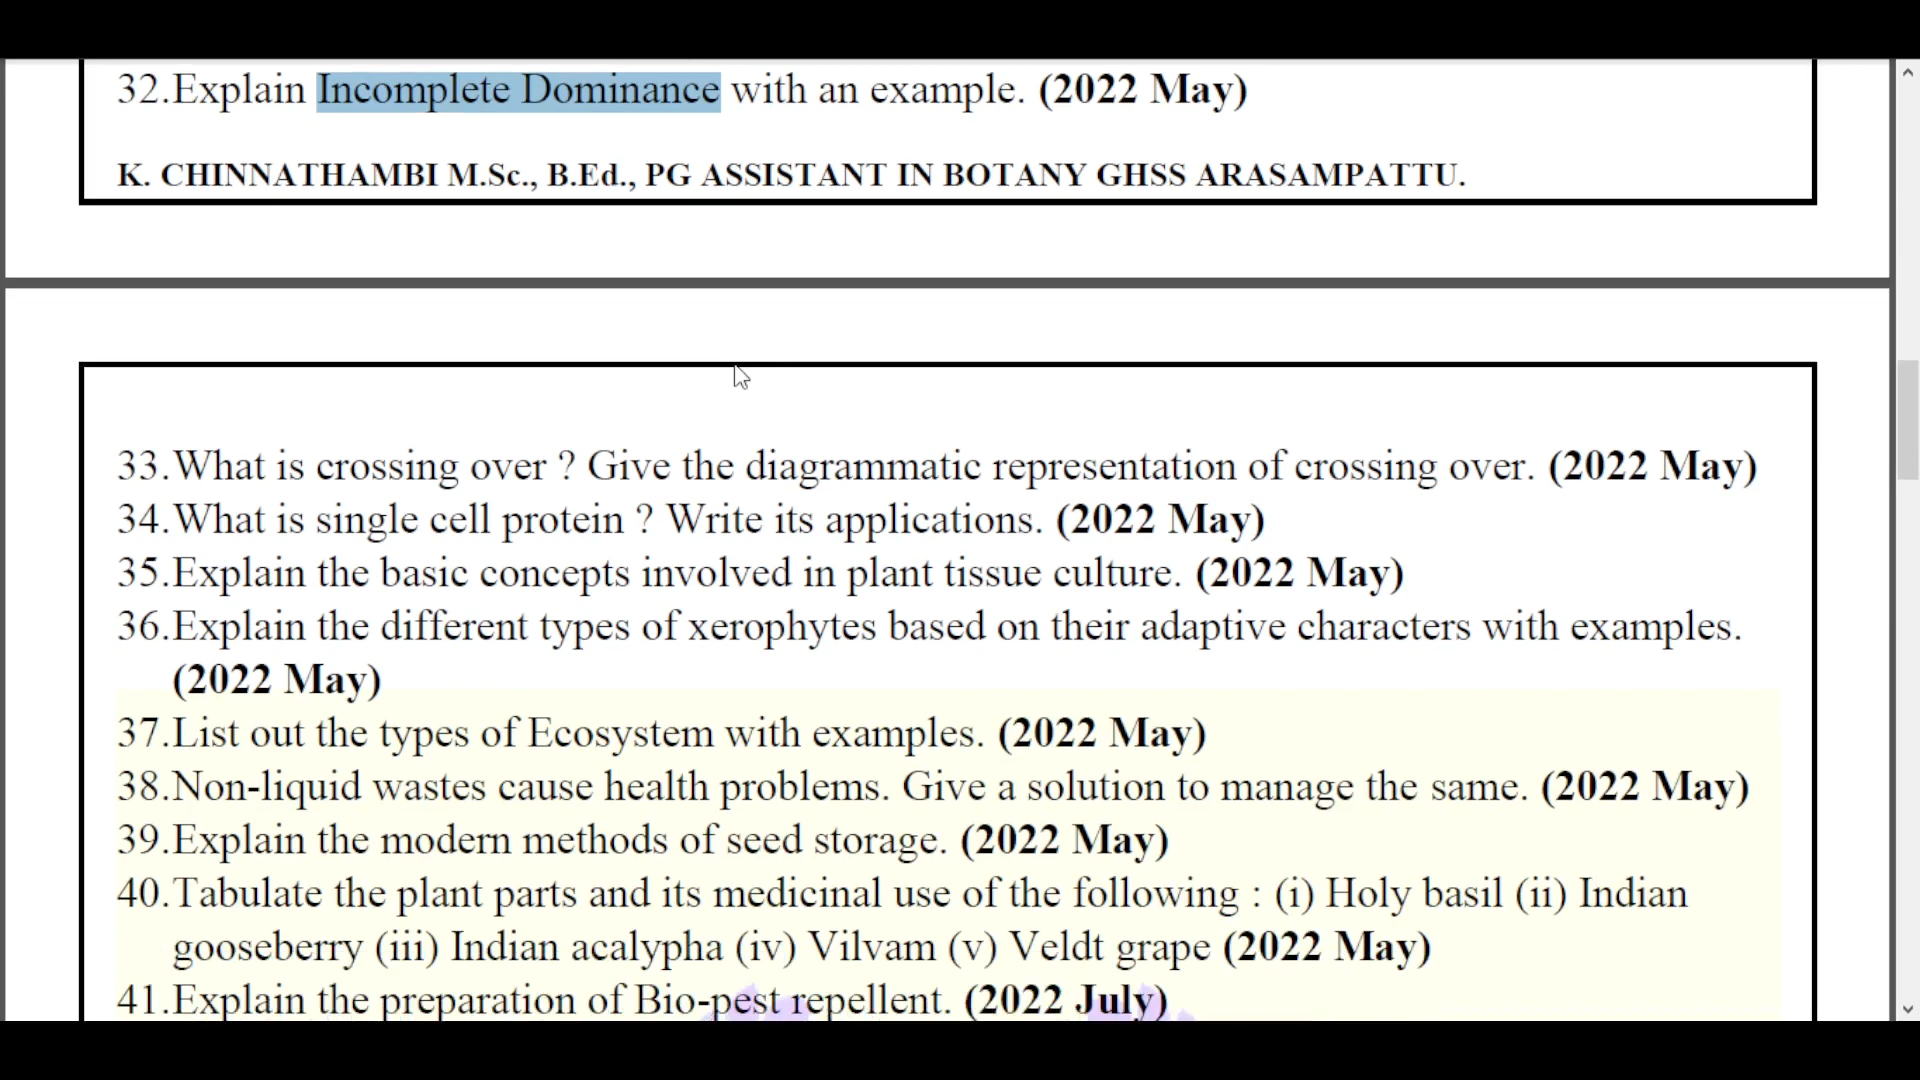 32.Explain Incomplete Dominance with an example. (2022 May)
K. CHINNATHAMBI M.Sc., B.Ed., PG ASSISTANT IN BOTANY GHSS ARASAMPATTU.
33.What is crossing over ? Give the diagrammatic representation of crossing over. (2022 May)
34.What is single cell protein ? Write its applications. (2022 May)
35.Explain the basic concepts involved in plant tissue culture. (2022 May)
36.Explain the different types of xerophytes based on their adaptive characters with examples.
(2022 May)
37.List out the types of Ecosystem with examples. (2022 May)
38.Non-liquid wastes cause health problems. Give a solution to manage the same. (2022 May)
39.Explain the modern methods of seed storage. (2022 May)
40.Tabulate the plant parts and its medicinal use of the following : (i) Holy basil (ii) Indian
gooseberry (iii) Indian acalypha (iv) Vilvam (v) Veldt grape (2022 May)
41.Explain the preparation of Bio-pest repellent. (2022 July)